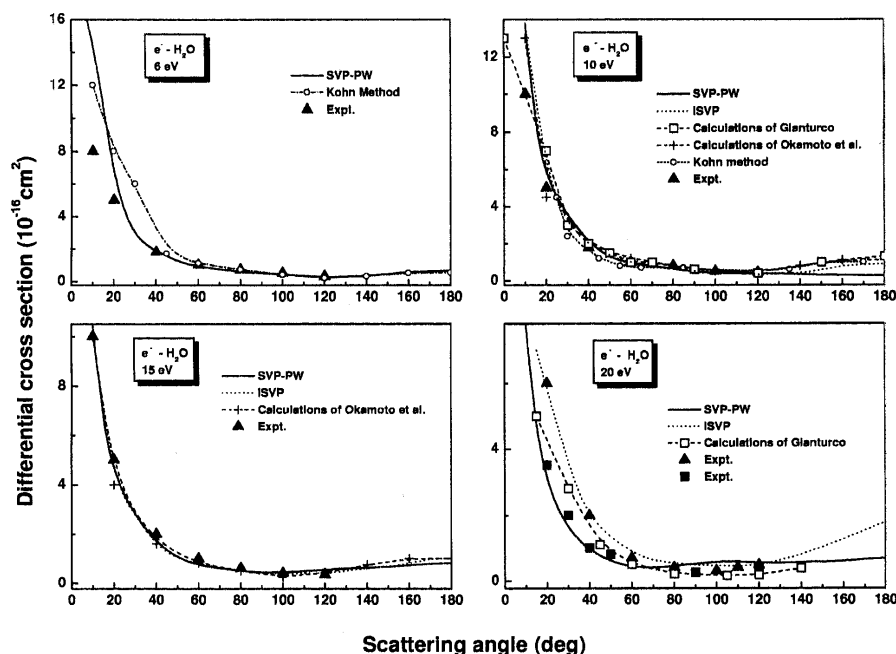 Differential cross section (10⁻¹⁶cm²)
16
12
8
4
0
0 20 40 60 80 100 120 140 160 180
e⁻ - H₂O
6 eV
SVP-PW
Kohn Method
Expt.
12
8
4
0
0 20 40 60 80 100 120 140 160 180
e⁻ - H₂O
10 eV
SVP-PW
ISVP
Calculations of Gianturco
Calculations of Okamoto et al.
Kohn method
Expt.
8
4
0
0 20 40 60 80 100 120 140 160 180
e⁻ - H₂O
15 eV
SVP-PW
ISVP
Calculations of Okamoto et al.
Expt.
4
0
0 20 40 60 80 100 120 140 160 180
e⁻ - H₂O
20 eV
SVP-PW
ISVP
Calculations of Gianturco
Expt.
Expt.
Scattering angle (deg)